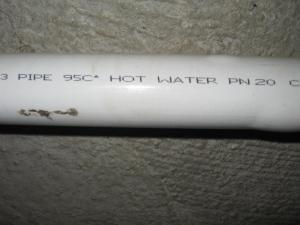 3 PIPE 95C* HOT WATER PN 20 C